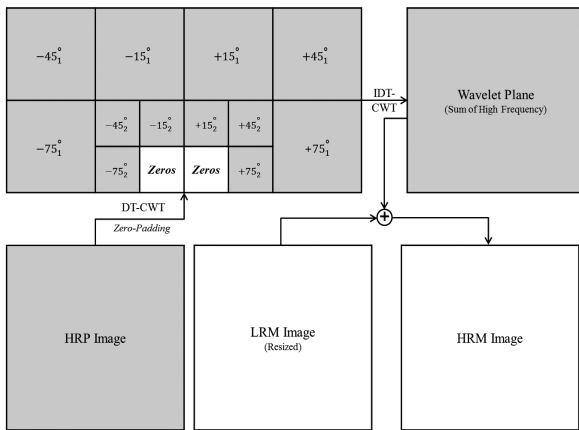 −45°₁ −15°₁ +15°₁ +45°₁
−75°₁ −45°₂ −15°₂ +15°₂ +45°₂ +75°₁
−75°₂ Zeros Zeros +75°₂
IDT-
CWT
Wavelet Plane
(Sum of High Frequency)
DT-CWT
Zero-Padding
+
HRP Image
LRM Image
(Resized)
HRM Image